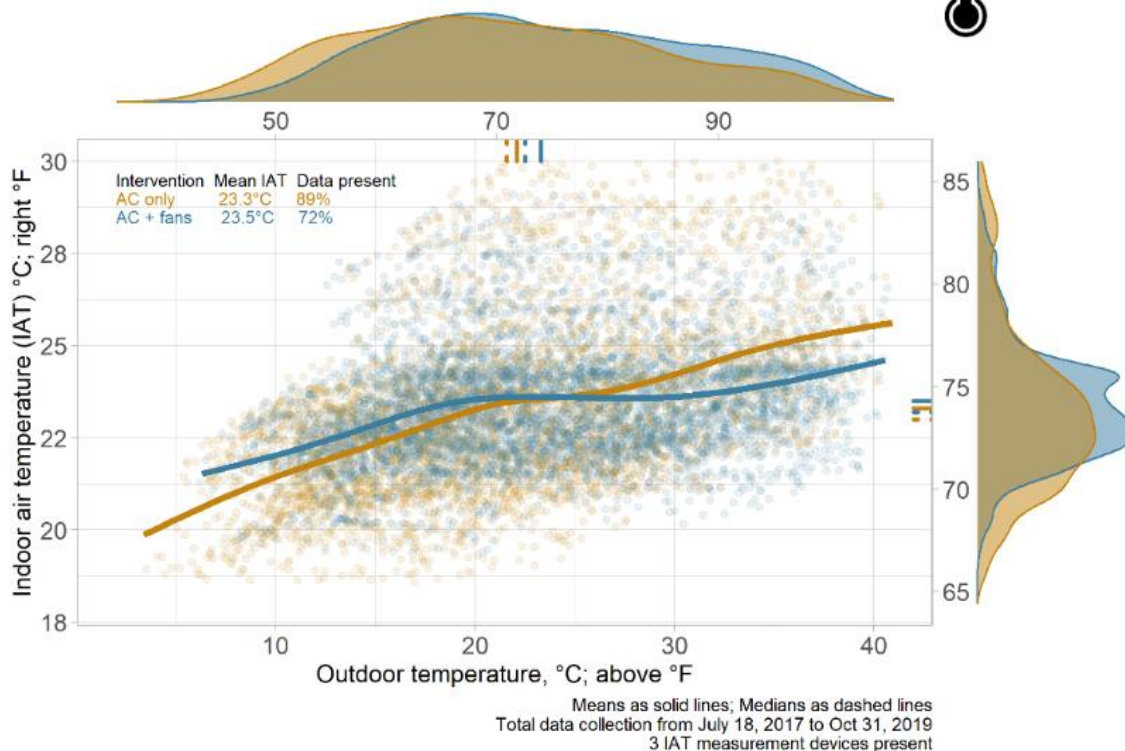 50 70 90
30
28
25
22
20
18
85
80
75
70
65
Indoor air temperature (IAT) °C; right °F
Intervention Mean IAT Data present
AC only 23.3°C 89%
AC + fans 23.5°C 72%
10 20 30 40
Outdoor temperature, °C; above °F
Means as solid lines; Medians as dashed lines
Total data collection from July 18, 2017 to Oct 31, 2019
3 IAT measurement devices present